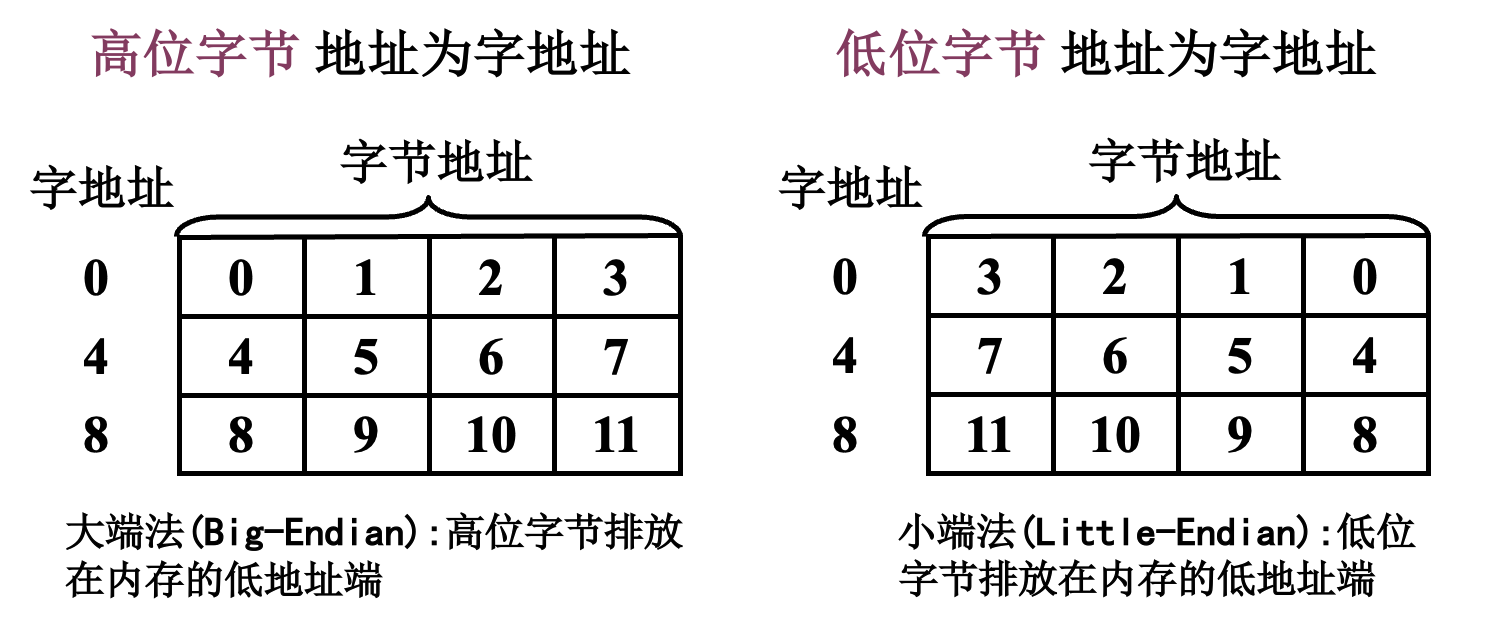 高位字节 地址为字地址
字节地址
字地址
0 0 1 2 3
4 4 5 6 7
8 8 9 10 11
大端法(Big-Endian):高位字节排放
在内存的低地址端
低位字节 地址为字地址
字节地址
字地址
0 3 2 1 0
4 7 6 5 4
8 11 10 9 8
小端法(Little-Endian):低位
字节排放在内存的低地址端